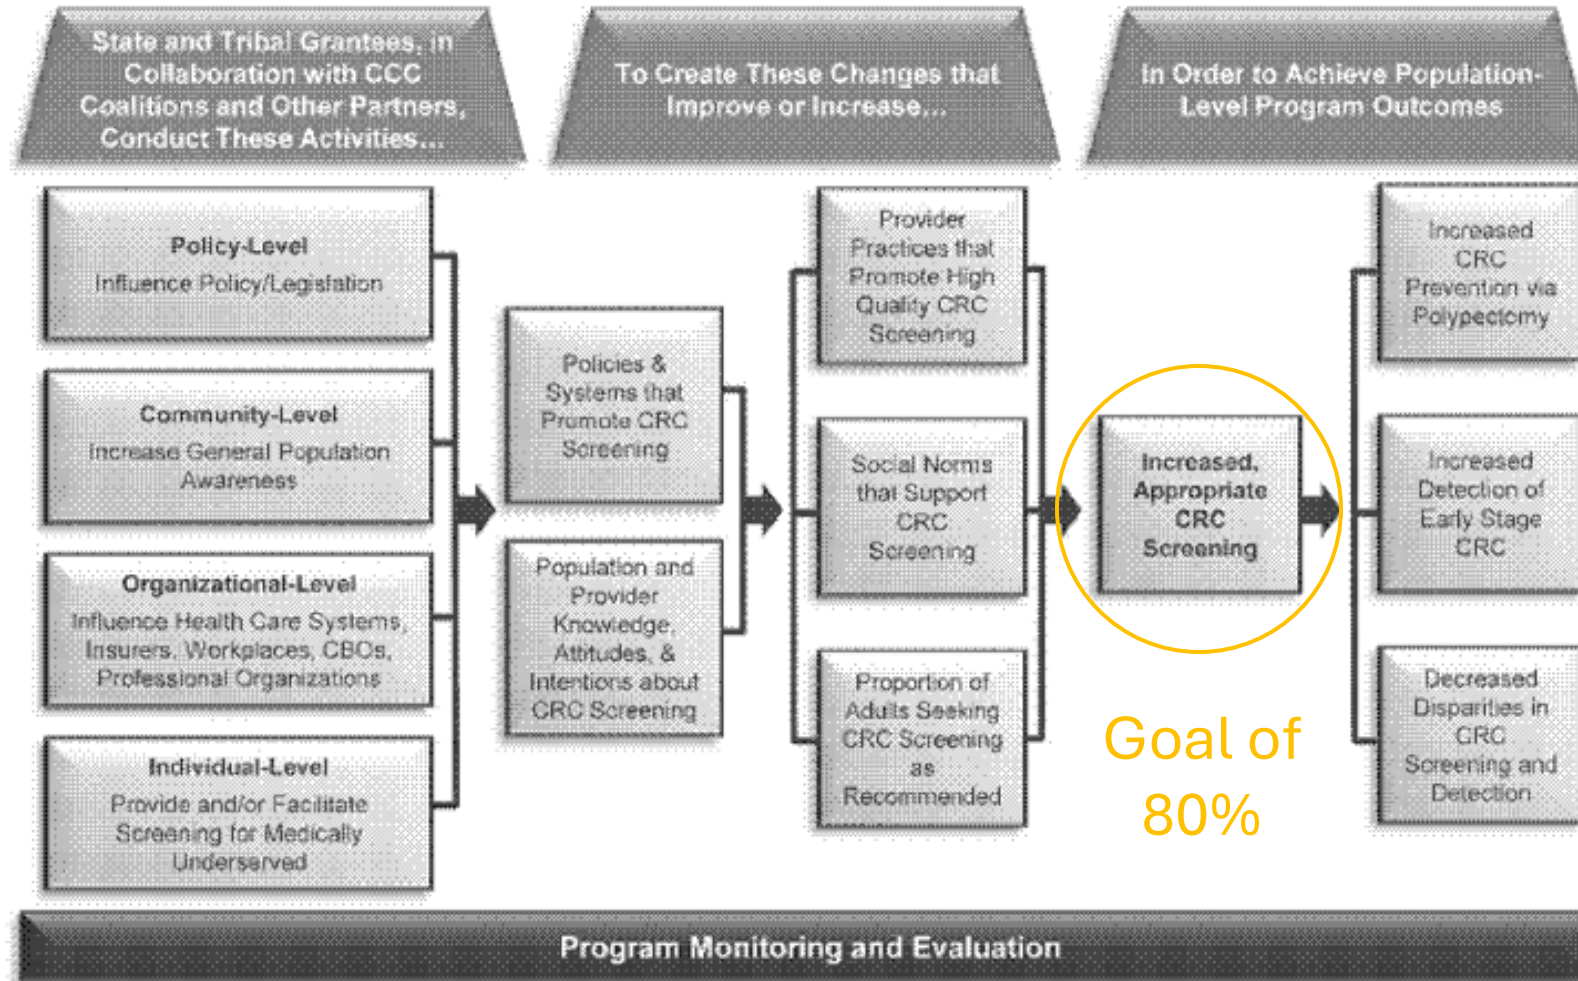 State and Tribal Grantees, in
Collaboration with CCC
Coalitions and Other Partners,
Conduct These Activities...
To Create These Changes that
Improve or Increase...
In Order to Achieve Population-
Level Program Outcomes
Policy-Level
Influence Policy/Legislation
Community-Level
Increase General Population
Awareness
Organizational-Level
Influence Health Care Systems,
Insurers, Workplaces, CBOs,
Professional Organizations
Individual-Level
Provide and/or Facilitate
Screening for Medically
Underserved
Policies &
Systems that
Promote CRC
Screening
Population and
Provider
Knowledge,
Attitudes, &
Intentions about
CRC Screening
Provider
Practices that
Promote High
Quality CRC
Screening
Social Norms
that Support
CRC
Screening
Proportion of
Adults Seeking
CRC Screening
as
Recommended
Increased,
Appropriate
CRC
Screening
Goal of
80%
Increased
CRC
Prevention via
Polypectomy
Increased
Detection of
Early Stage
CRC
Decreased
Disparities in
CRC
Screening and
Detection
Program Monitoring and Evaluation